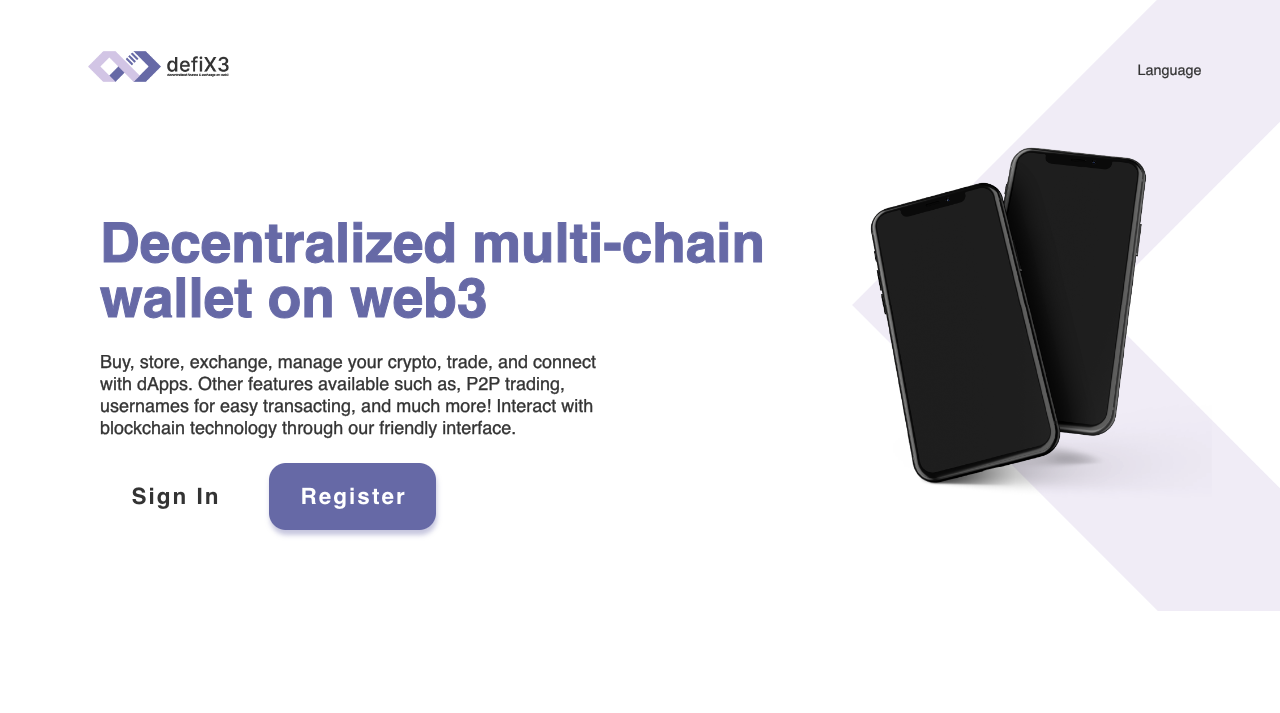 defiX3
Language
Decentralized multi-chain
wallet on web3
Buy, store, exchange, manage your crypto, trade, and connect
with dApps. Other features available such as, P2P trading,
usernames for easy transacting, and much more! Interact with
blockchain technology through our friendly interface.
Sign In
Register